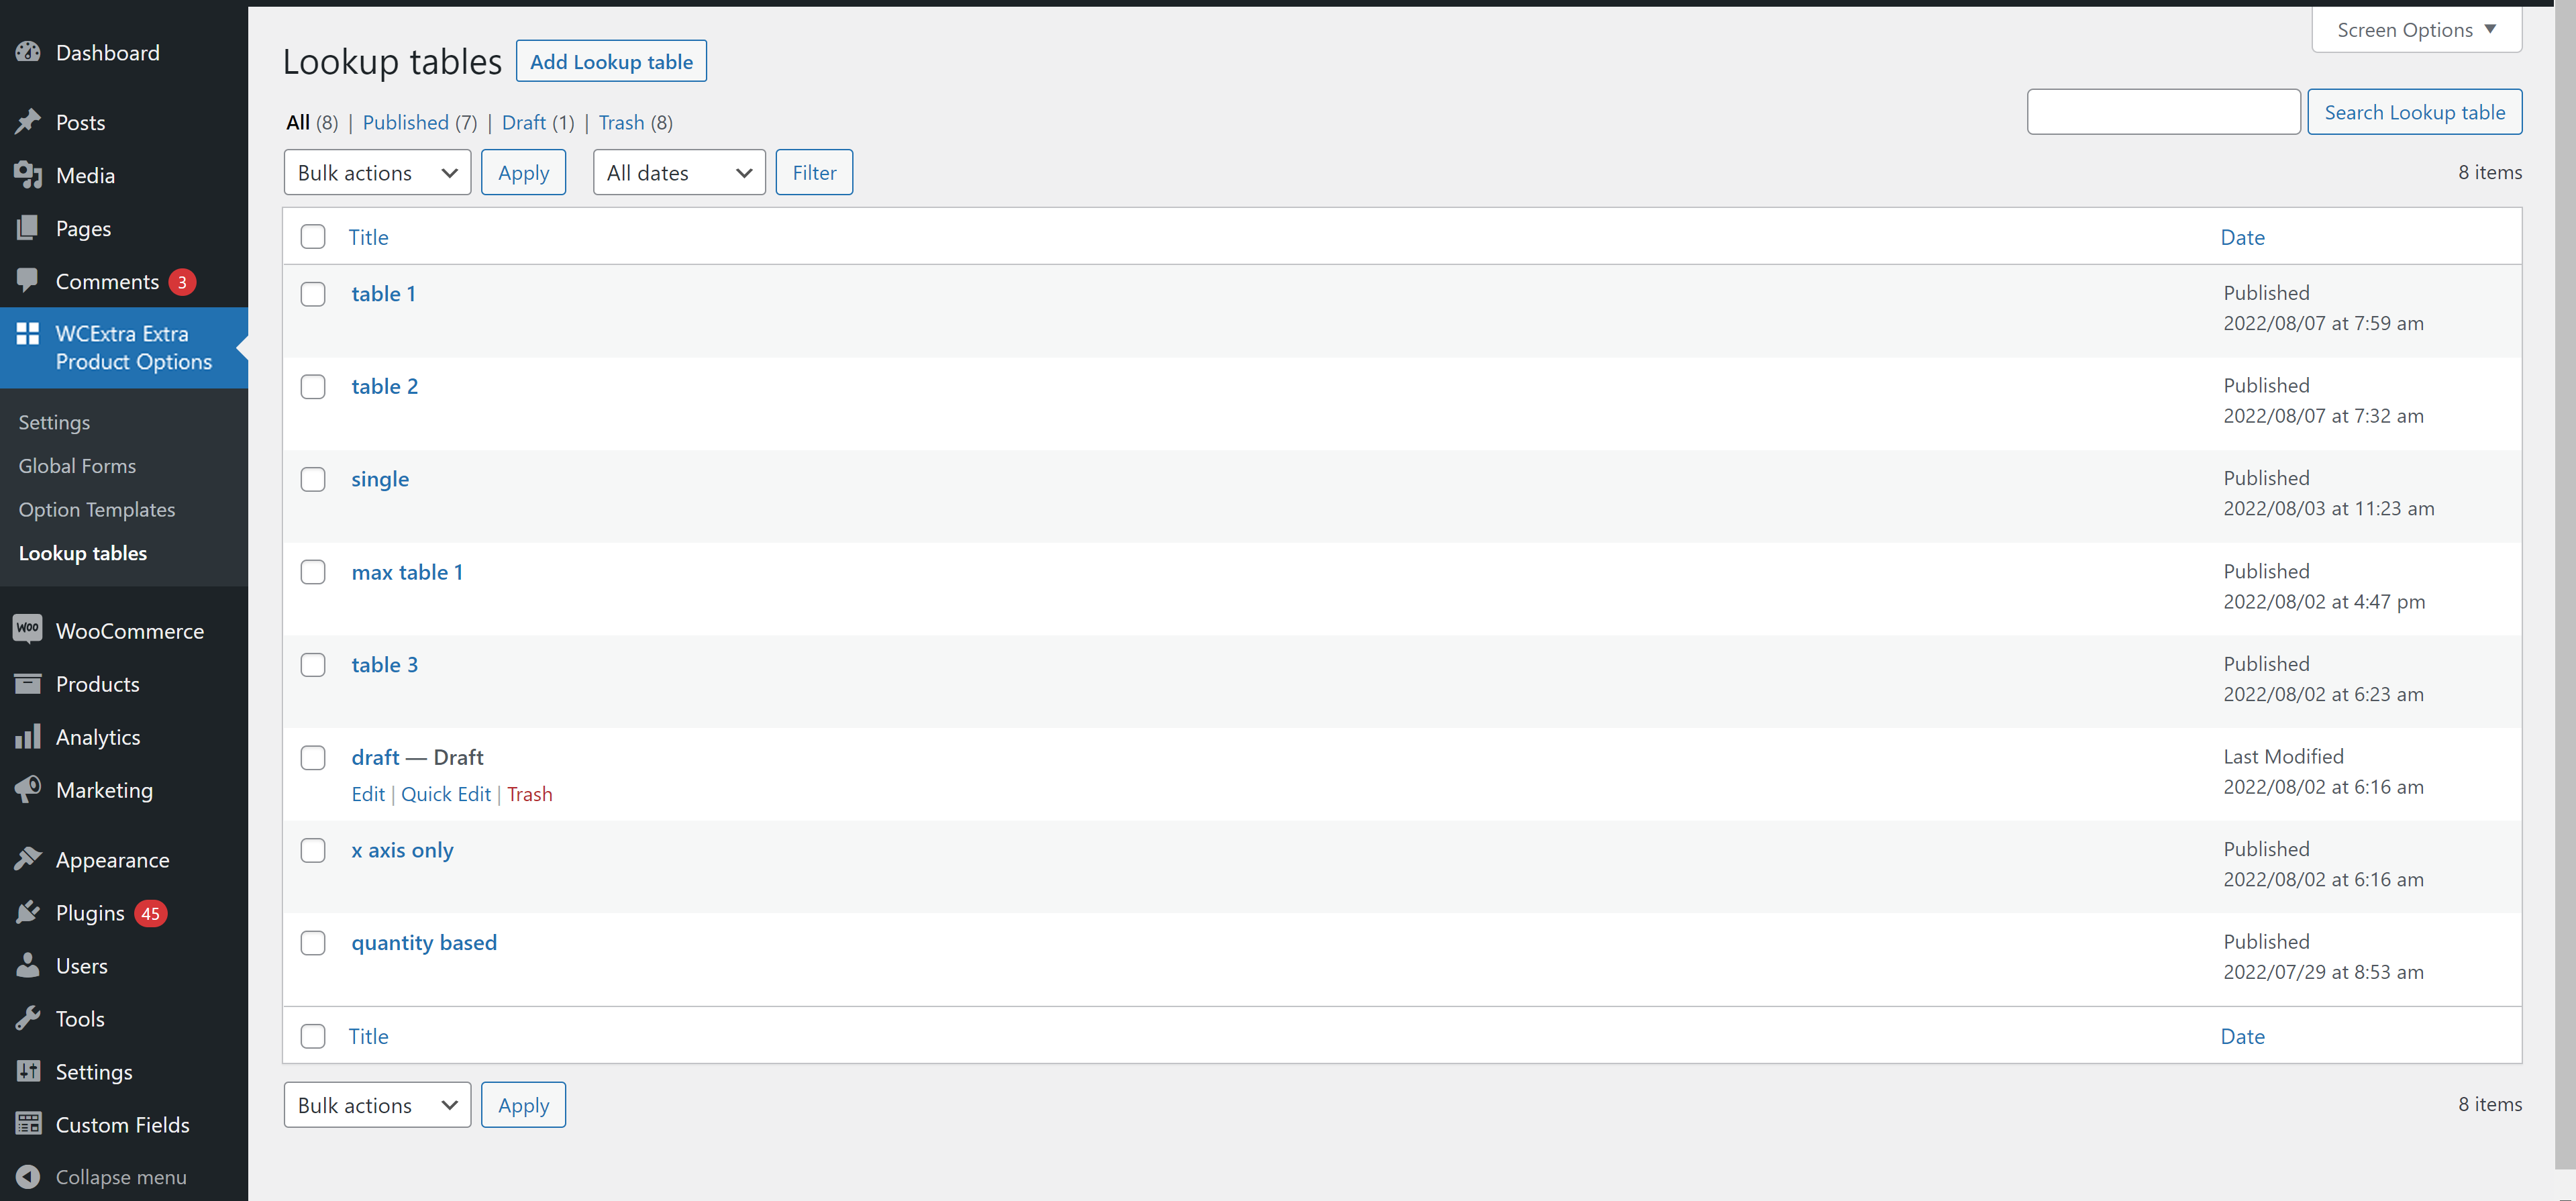 Dashboard
Posts
Media
Pages
Comments 3
WCExtra Extra
Product Options
Settings
Global Forms
Option Templates
Lookup tables
Woo WooCommerce
Products
Analytics
Marketing
Appearance
Plugins 45
Users
Tools
Settings
Custom Fields
Collapse menu
Screen Options ▼
Lookup tables Add Lookup table
All (8) | Published (7) | Draft (1) | Trash (8)
Search Lookup table
Bulk actions Apply All dates Filter 8 items
Title Date
table 1 Published
2022/08/07 at 7:59 am
table 2 Published
2022/08/07 at 7:32 am
single Published
2022/08/03 at 11:23 am
max table 1 Published
2022/08/02 at 4:47 pm
table 3 Published
2022/08/02 at 6:23 am
draft — Draft Last Modified
Edit | Quick Edit | Trash 2022/08/02 at 6:16 am
x axis only Published
2022/08/02 at 6:16 am
quantity based Published
2022/07/29 at 8:53 am
Title Date
Bulk actions Apply 8 items